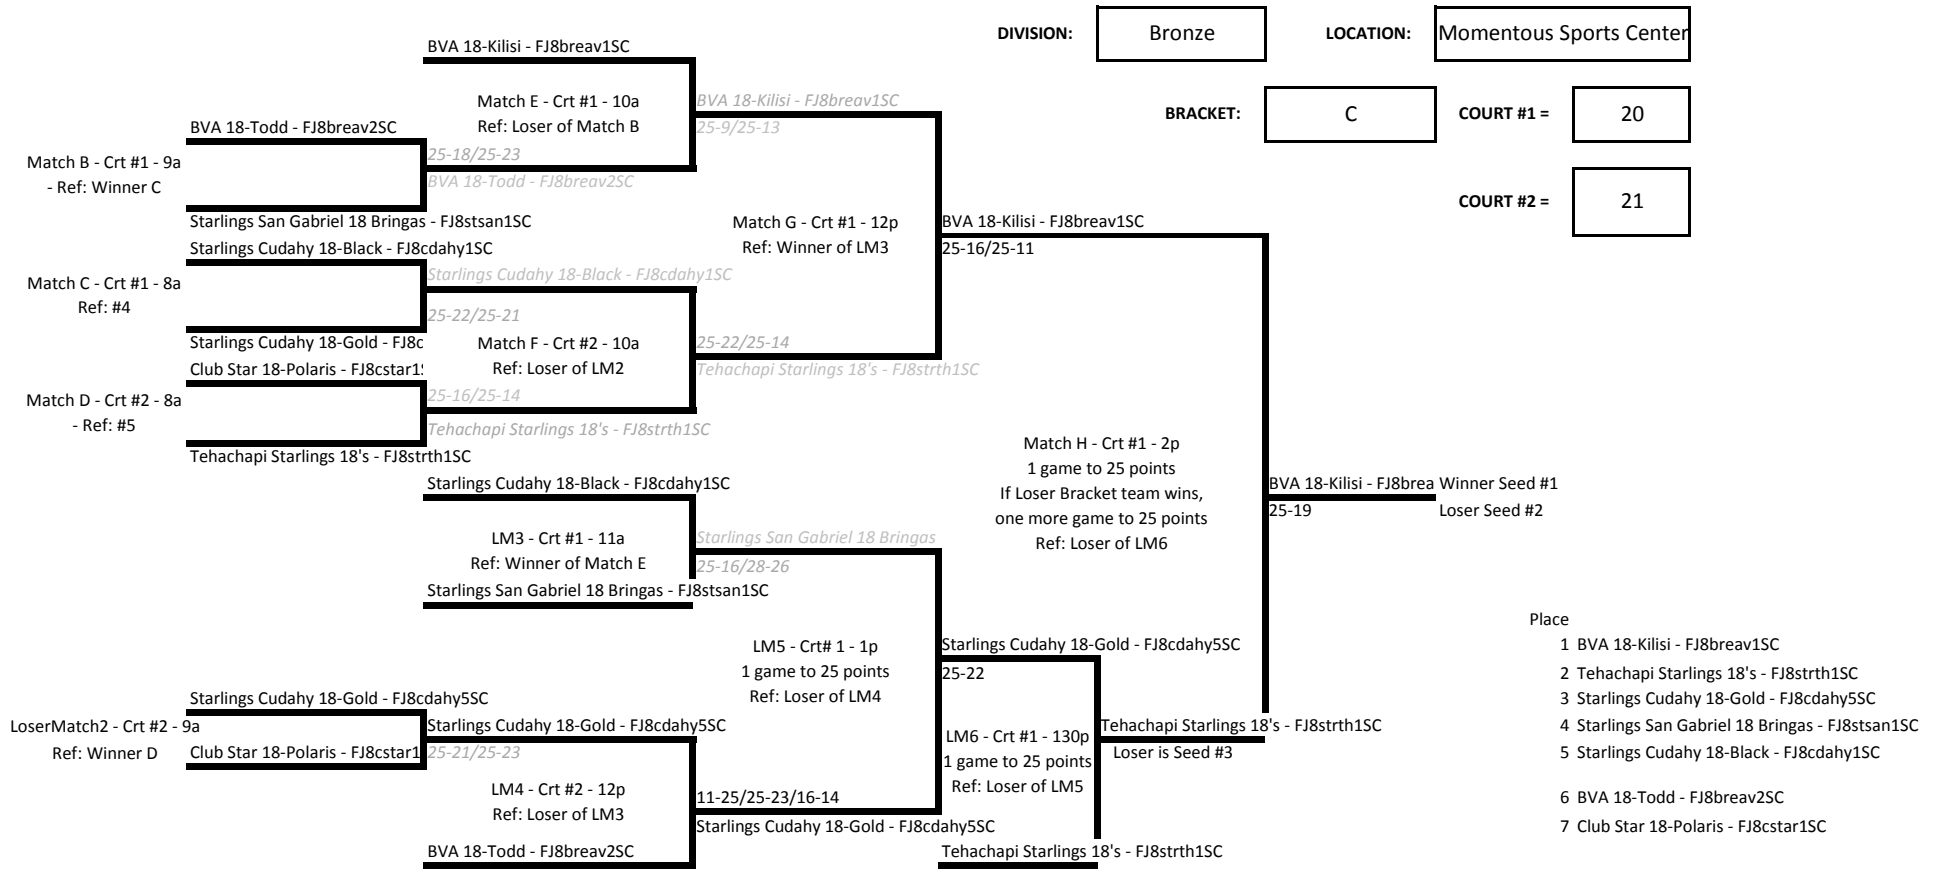 DIVISION: Bronze LOCATION: Momentous Sports Center
BVA 18-Kilisi - FJ8breav1SC
Match E - Crt #1 - 10a
Ref: Loser of Match B
BVA 18-Kilisi - FJ8breav1SC
25-9/25-13
BRACKET: C COURT #1 = 20
BVA 18-Todd - FJ8breav2SC
Match B - Crt #1 - 9a
- Ref: Winner C
25-18/25-23
BVA 18-Todd - FJ8breav2SC
COURT #2 = 21
Starlings San Gabriel 18 Bringas - FJ8stsan1SC
Match G - Crt #1 - 12p
Ref: Winner of LM3
BVA 18-Kilisi - FJ8breav1SC
25-16/25-11
Starlings Cudahy 18-Black - FJ8cdahy1SC
Match C - Crt #1 - 8a
Ref: #4
Starlings Cudahy 18-Black - FJ8cdahy1SC
25-22/25-21
Starlings Cudahy 18-Gold - FJ8c
Match F - Crt #2 - 10a
Ref: Loser of LM2
25-22/25-14
Tehachapi Starlings 18's - FJ8strth1SC
Club Star 18-Polaris - FJ8cstar1
Match D - Crt #2 - 8a
- Ref: #5
25-16/25-14
Tehachapi Starlings 18's - FJ8strth1SC
Tehachapi Starlings 18's - FJ8strth1SC
Match H - Crt #1 - 2p
1 game to 25 points
If Loser Bracket team wins,
one more game to 25 points
Ref: Loser of LM6
BVA 18-Kilisi - FJ8brea Winner Seed #1
25-19 Loser Seed #2
Starlings Cudahy 18-Black - FJ8cdahy1SC
LM3 - Crt #1 - 11a
Ref: Winner of Match E
Starlings San Gabriel 18 Bringas
25-16/28-26
Starlings San Gabriel 18 Bringas - FJ8stsan1SC
LM5 - Crt# 1 - 1p
1 game to 25 points
Ref: Loser of LM4
Starlings Cudahy 18-Gold - FJ8cdahy5SC
25-22
Starlings Cudahy 18-Gold - FJ8cdahy5SC
LoserMatch2 - Crt #2 - 9a
Ref: Winner D
Club Star 18-Polaris - FJ8cstar1
Starlings Cudahy 18-Gold - FJ8cdahy5SC
25-21/25-23
LM6 - Crt #1 - 130p
1 game to 25 points
Ref: Loser of LM5
Tehachapi Starlings 18's - FJ8strth1SC
Loser is Seed #3
LM4 - Crt #2 - 12p
Ref: Loser of LM3
11-25/25-23/16-14
Starlings Cudahy 18-Gold - FJ8cdahy5SC
BVA 18-Todd - FJ8breav2SC
Tehachapi Starlings 18's - FJ8strth1SC
Place
1 BVA 18-Kilisi - FJ8breav1SC
2 Tehachapi Starlings 18's - FJ8strth1SC
3 Starlings Cudahy 18-Gold - FJ8cdahy5SC
4 Starlings San Gabriel 18 Bringas - FJ8stsan1SC
5 Starlings Cudahy 18-Black - FJ8cdahy1SC
6 BVA 18-Todd - FJ8breav2SC
7 Club Star 18-Polaris - FJ8cstar1SC